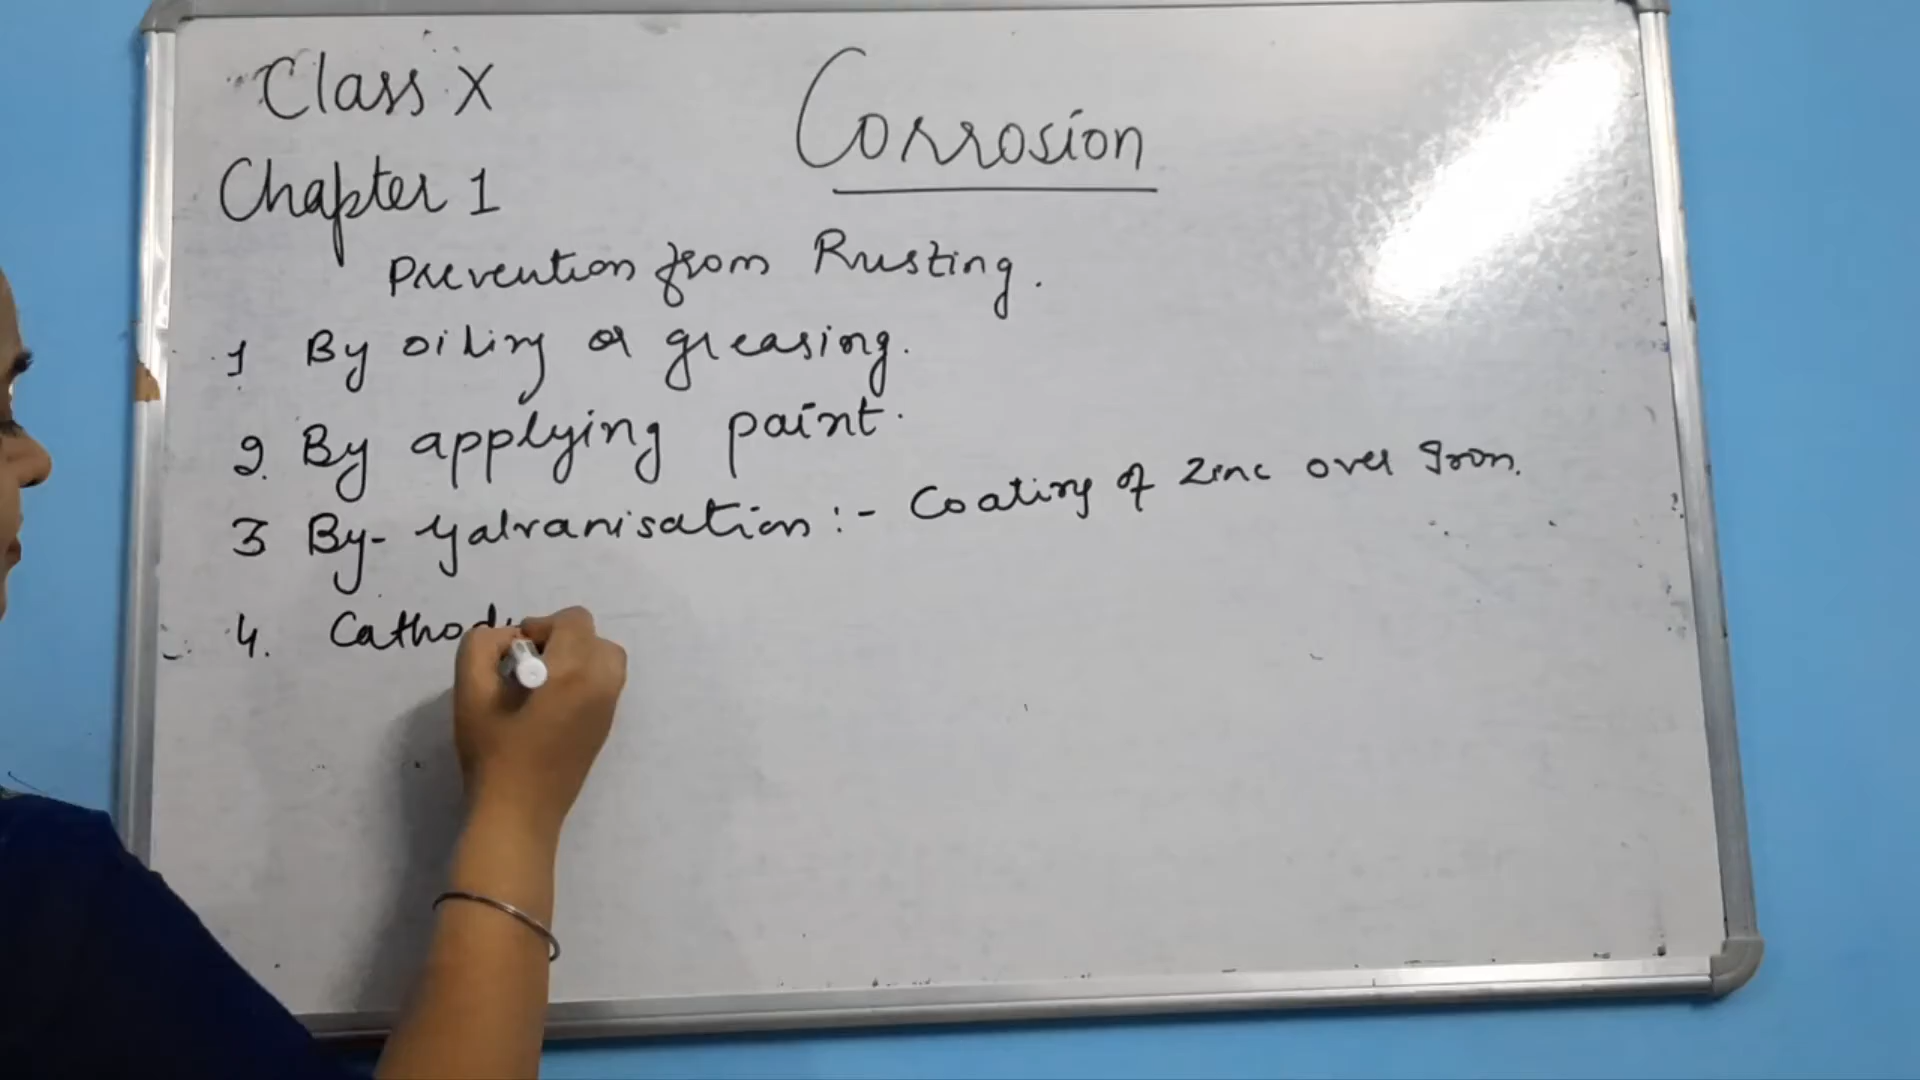 Class X
Corrosion
Chapter 1
Prevention from Rusting.
1 By oiling or greasing.
2. By applying paint.
3 By- galvanisation :- Coating of Zinc over Iron.
4. Cathod